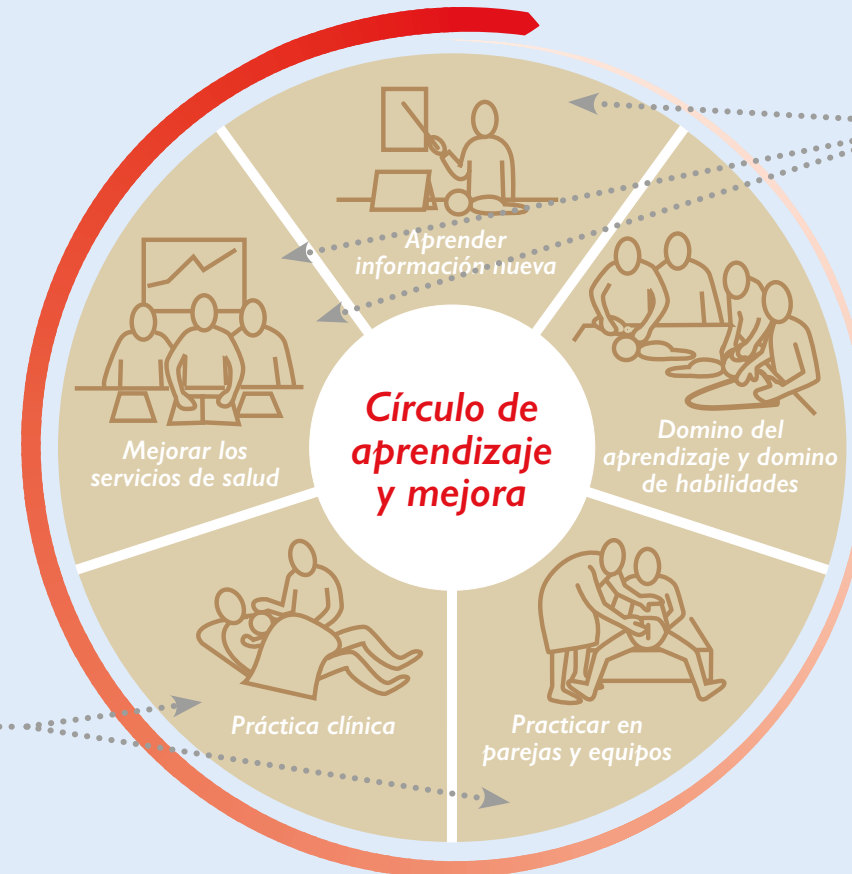 Círculo de
aprendizaje
y mejora
Aprender
información nueva
Domino del
aprendizaje y domino
de habilidades
Practicar en
parejas y equipos
Práctica clínica
Mejorar los
servicios de salud